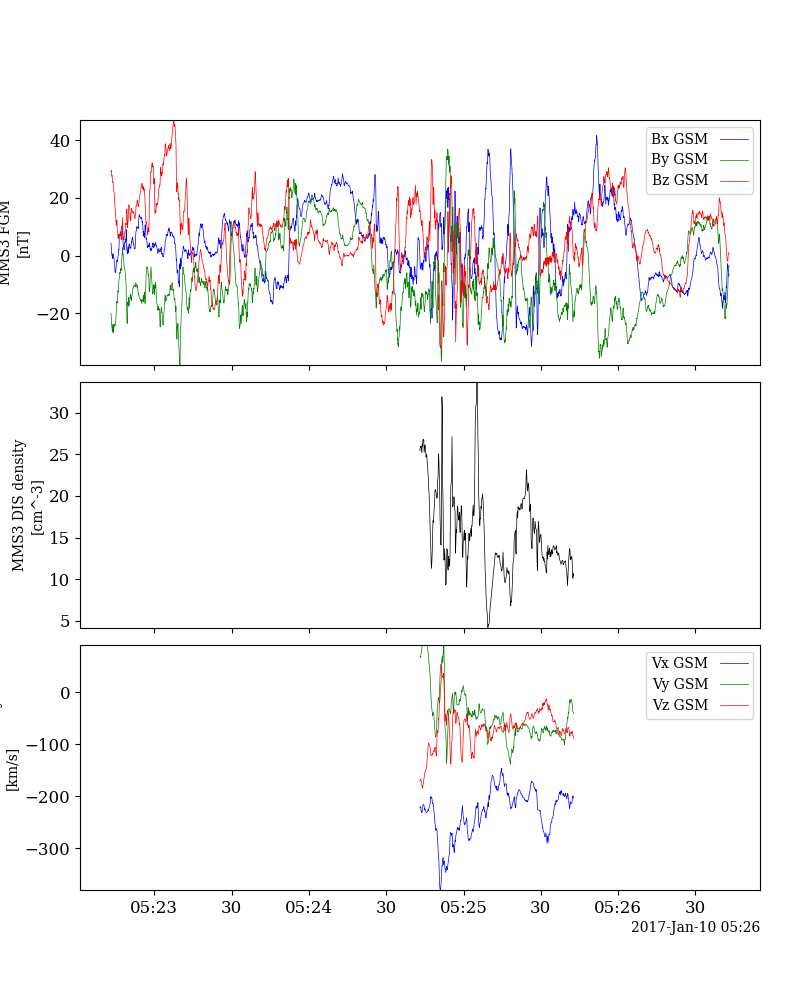 40
20
0
−20
MMS3 FGM
[nT]
Bx GSM
By GSM
Bz GSM
30
25
20
15
10
5
MMS3 DIS density
[cm^-3]
0
−100
−200
−300
[km/s]
Vx GSM
Vy GSM
Vz GSM
05:23
30
05:24
30
05:25
30
05:26
30
2017-Jan-10 05:26